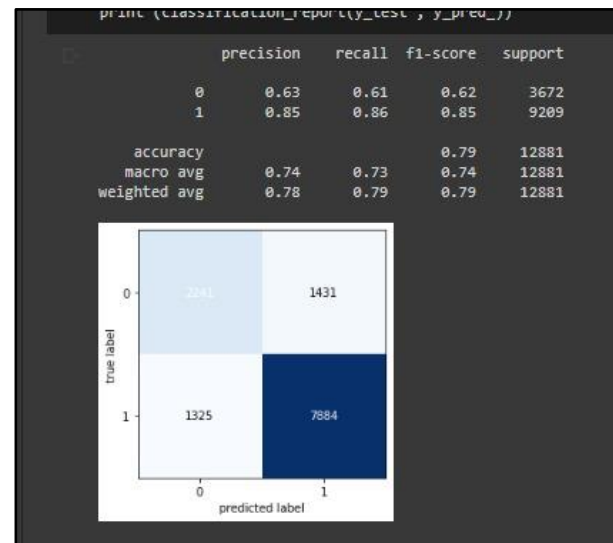 print (classification_report(y_test , y_pred_))
precision recall f1-score support
0 0.63 0.61 0.62 3672
1 0.85 0.86 0.85 9209
accuracy 0.79 12881
macro avg 0.74 0.73 0.74 12881
weighted avg 0.78 0.79 0.79 12881
0 2241 1431
true label
1 1325 7884
0 1
predicted label